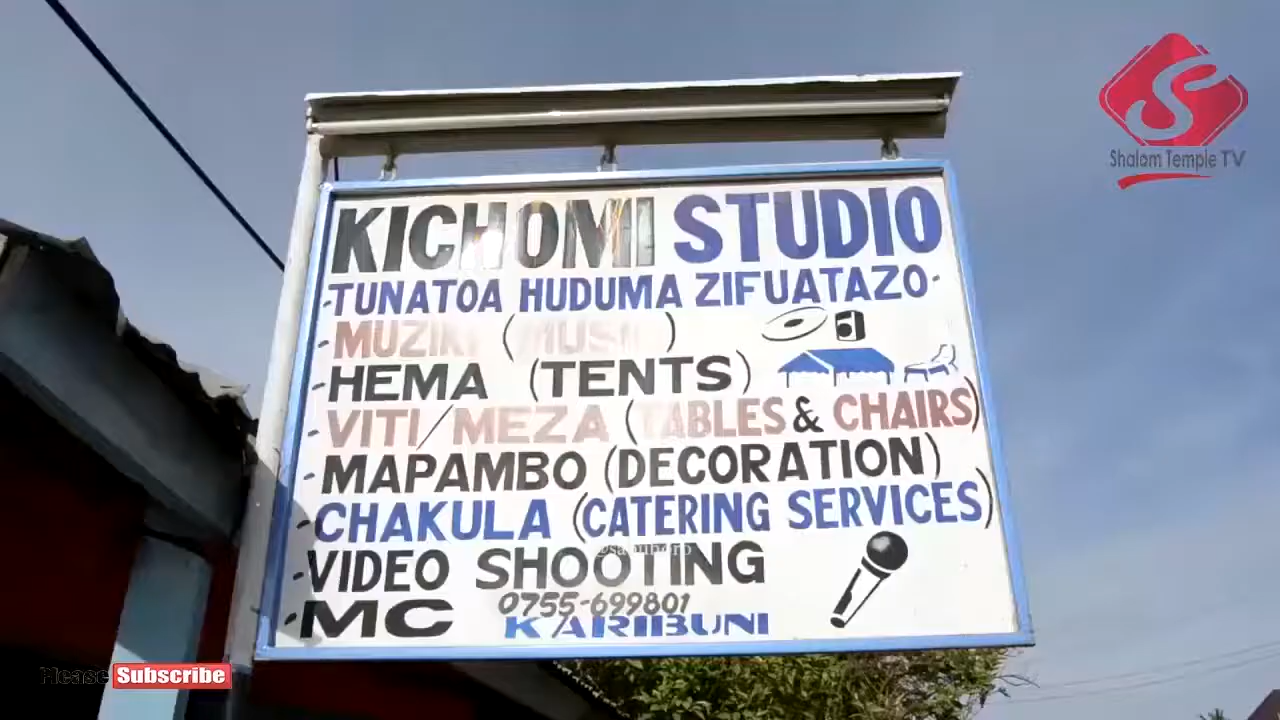 Shalom Temple TV
KICHOMI STUDIO
-TUNATOA HUDUMA ZIFUATAZO-
-MUZIKI (MUSIC)
-HEMA (TENTS)
-VITI/MEZA (TABLES & CHAIRS)
-MAPAMBO (DECORATION)
-CHAKULA (CATERING SERVICES)
-VIDEO SHOOTING
-MC 0755-699801
KARIBUNI
Please Subscribe